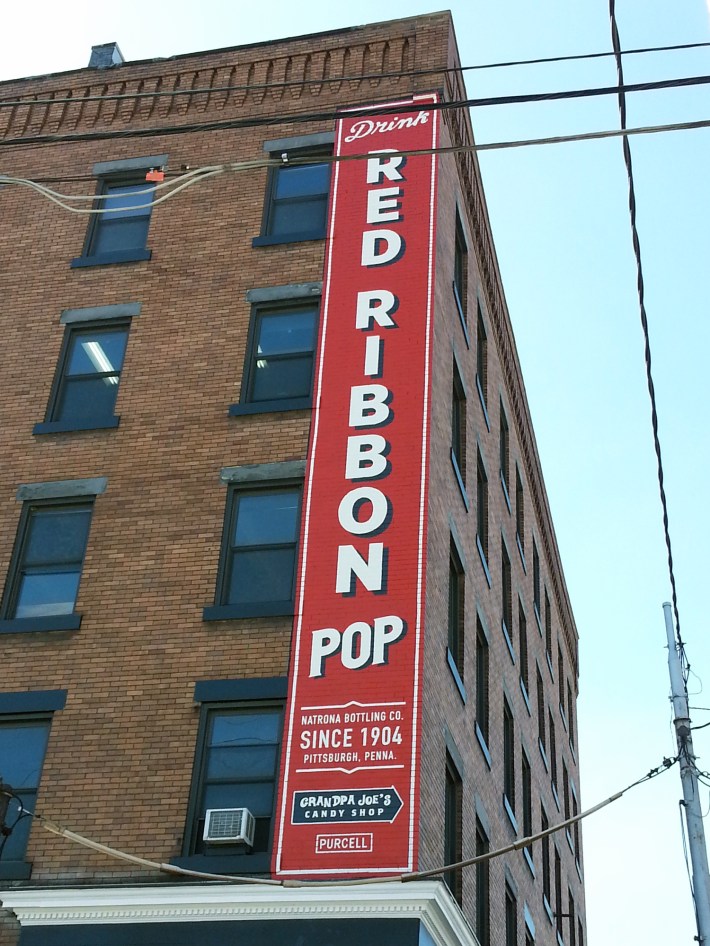 Drink
RED
RIBBON
POP
NATRONA BOTTLING CO.
SINCE 1904
PITTSBURGH, PENNA.
GRANDPA JOE'S
CANDY SHOP
PURCELL